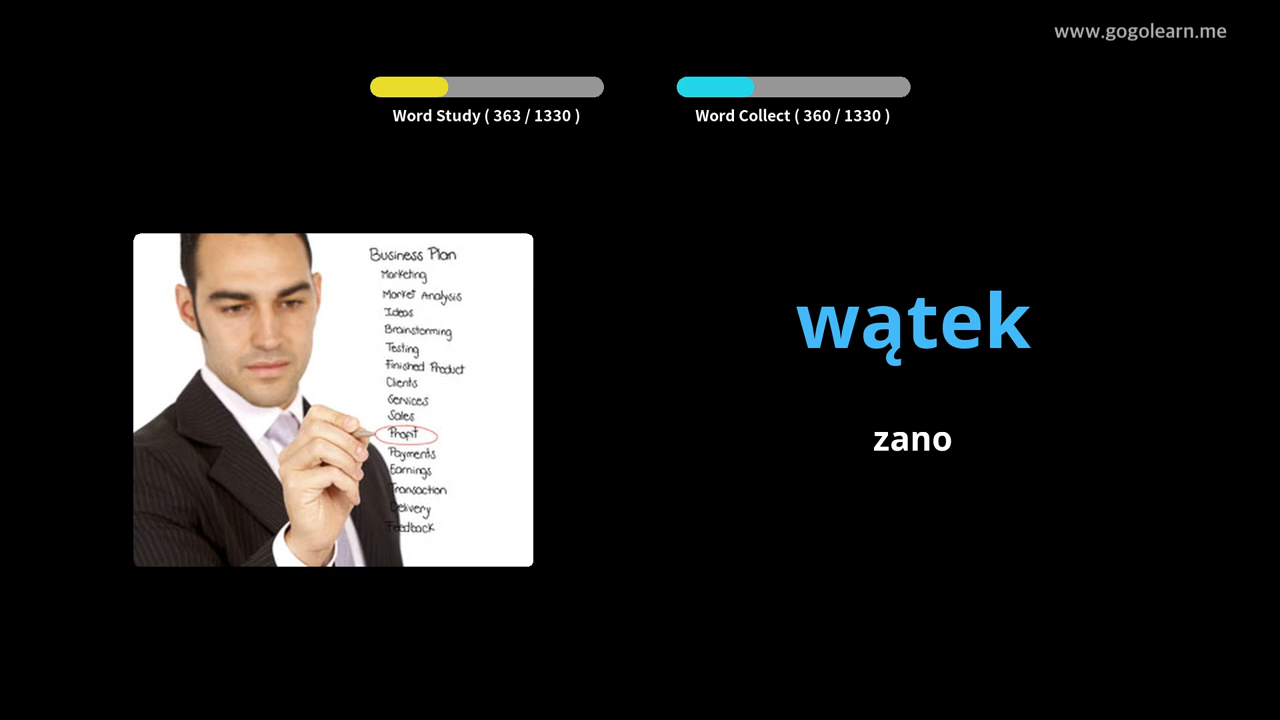 www.gogolearn.me
Word Study ( 363 / 1330 )
Word Collect ( 360 / 1330 )
Business Plan
Marketing
Market Analysis
Ideas
Brainstorming
Testing
Finished Product
Clients
Services
Sales
Profit
Payments
Earnings
Transaction
Delivery
Feedback
wątek
zano